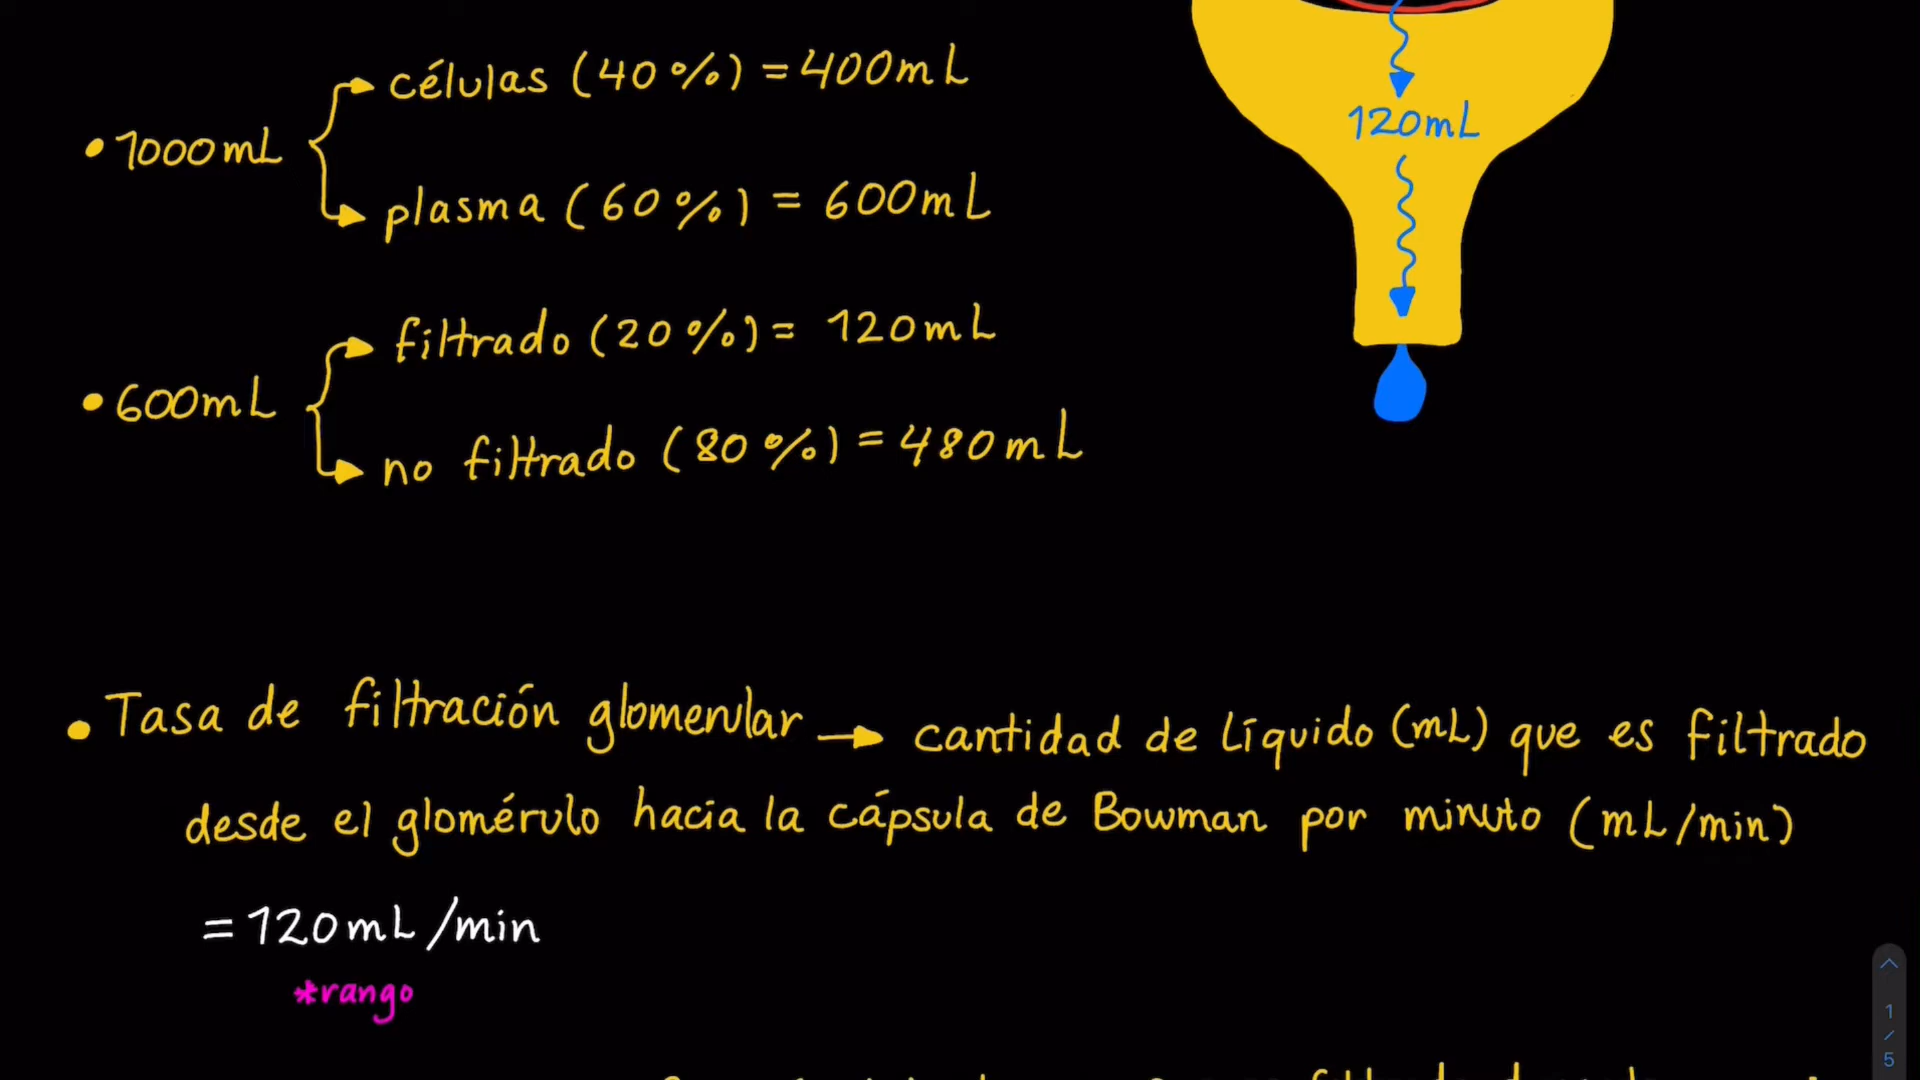 células (40%) = 400mL
• 1000mL
plasma (60%) = 600mL
120mL
filtrado (20%) = 120mL
• 600mL
no filtrado (80%) = 480mL
• Tasa de filtración glomerular → cantidad de líquido (mL) que es filtrado
desde el glomérulo hacia la cápsula de Bowman por minuto (mL/min)
= 120mL/min
*rango
1
/
5